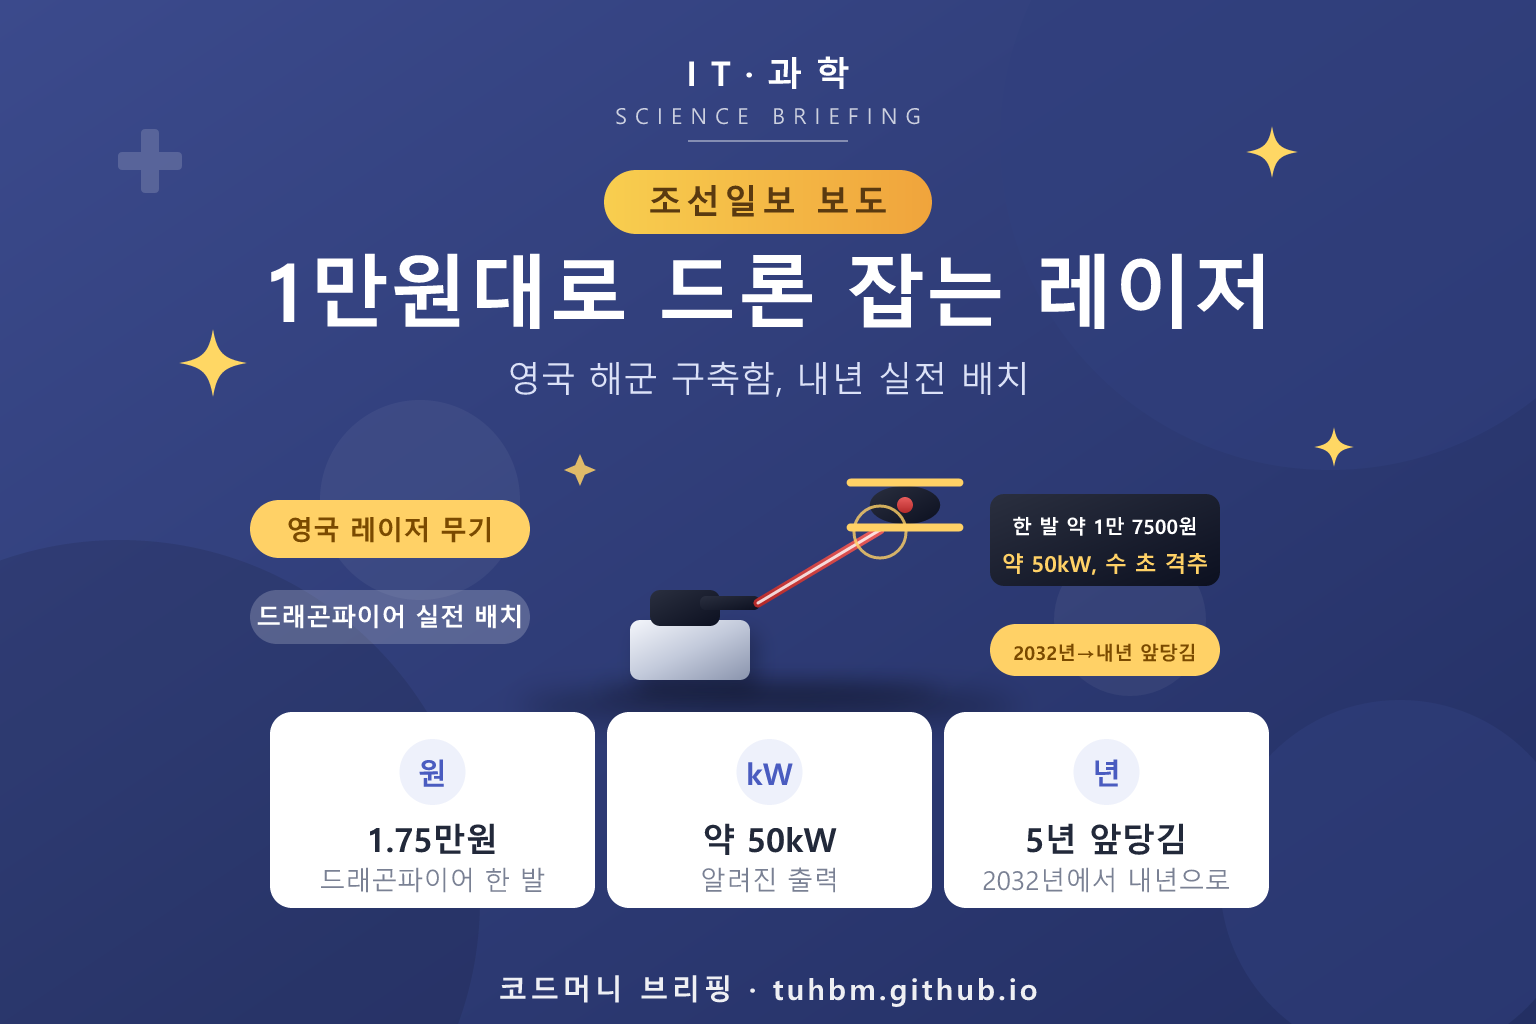 IT·과학
SCIENCE BRIEFING
조선일보 보도
1만원대로 드론 잡는 레이저
영국 해군 구축함, 내년 실전 배치
영국 레이저 무기
드래곤파이어 실전 배치
한 발 약 1만 7500원
약 50kW, 수 초 격추
2032년→내년 앞당김
원
1.75만원
드래곤파이어 한 발
kW
약 50kW
알려진 출력
년
5년 앞당김
2032년에서 내년으로
코드머니 브리핑 · tuhbm.github.io